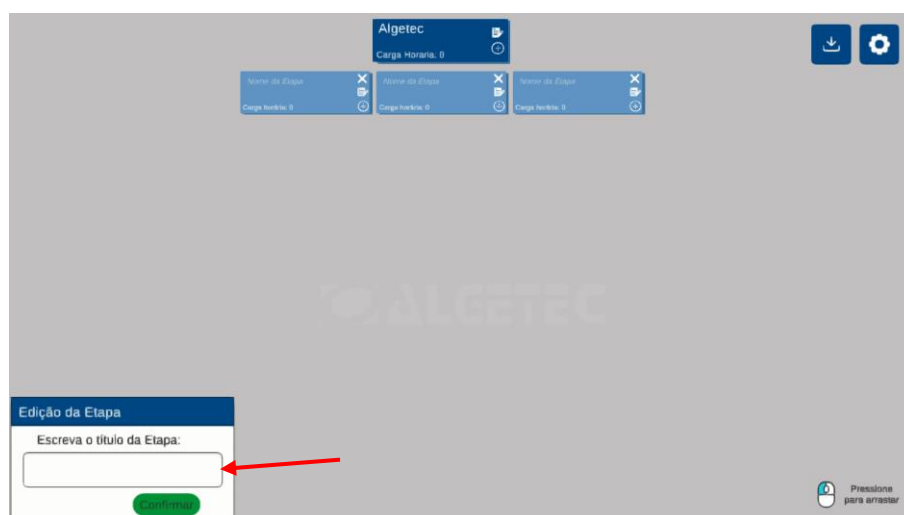 Algetec
Carga Horaria: 0
Nome da Etapa
Carga horária: 0
Nome da Etapa
Carga horária: 0
Nome da Etapa
Carga horária: 0
ALGETEC
Edição da Etapa
Escreva o título da Etapa:
Confirmar
Pressione
para arrastar